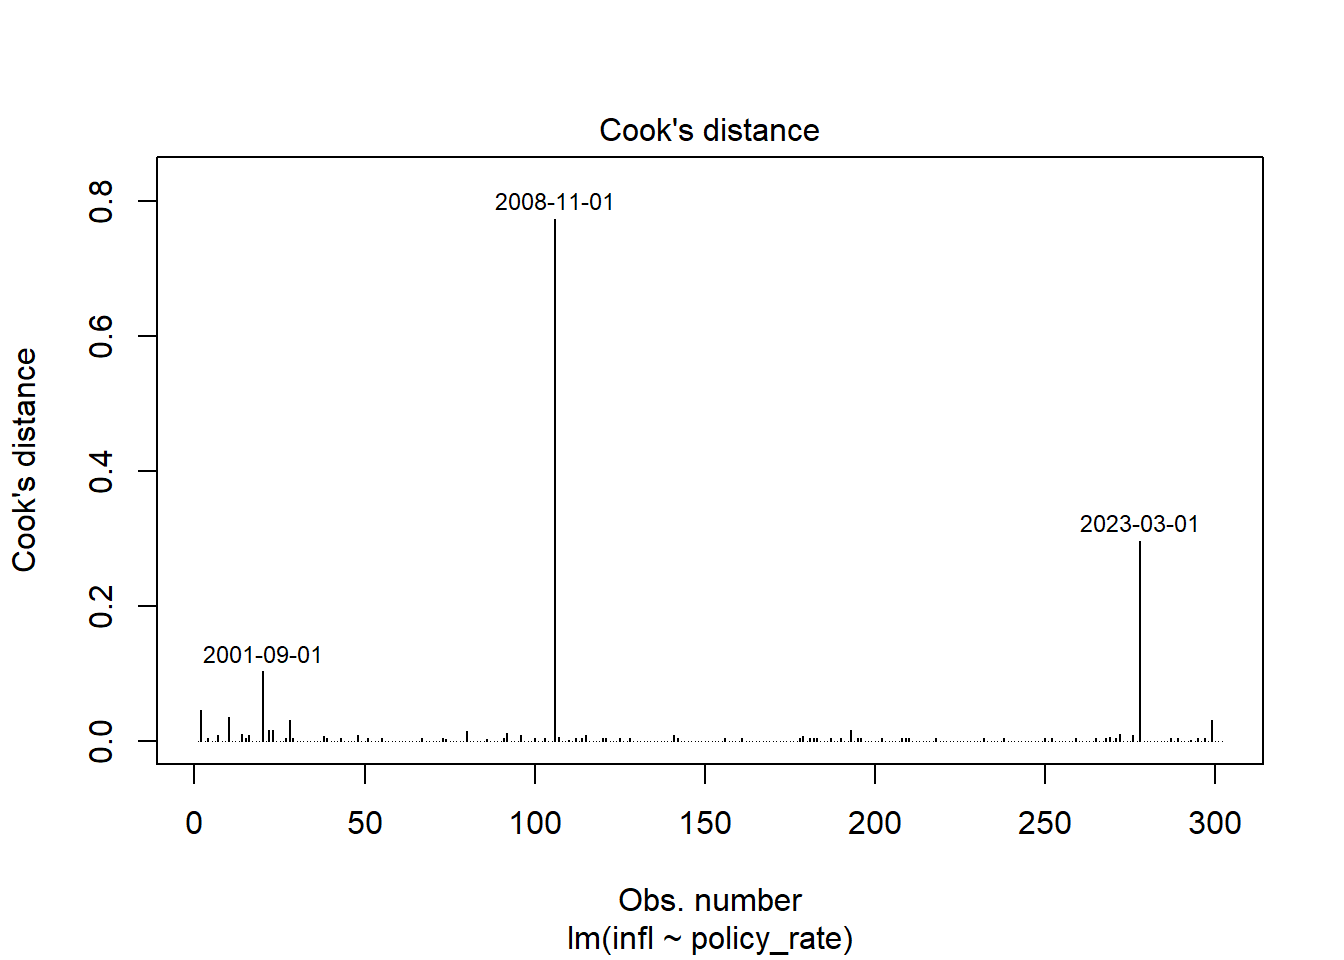 Cook's distance
0.8
0.6
0.4
0.2
0.0
Cook's distance
2008-11-01
2023-03-01
2001-09-01
0 50 100 150 200 250 300
Obs. number
lm(infl ~ policy_rate)